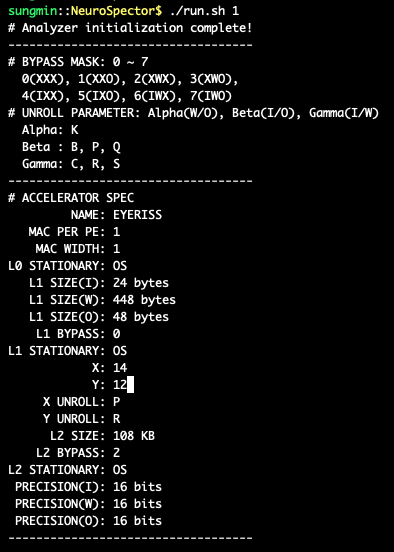 sungmin::NeuroSpector$ ./run.sh 1
# Analyzer initialization complete!
-----------------------------------
# BYPASS MASK: 0 ~ 7
  0(XXX), 1(XXO), 2(XWX), 3(XWO),
  4(IXX), 5(IXO), 6(IWX), 7(IWO)
# UNROLL PARAMETER: Alpha(W/O), Beta(I/O), Gamma(I/W)
  Alpha: K
  Beta : B, P, Q
  Gamma: C, R, S
-----------------------------------
# ACCELERATOR SPEC
         NAME: EYERISS
   MAC PER PE: 1
    MAC WIDTH: 1
L0 STATIONARY: OS
   L1 SIZE(I): 24 bytes
   L1 SIZE(W): 448 bytes
   L1 SIZE(O): 48 bytes
    L1 BYPASS: 0
L1 STATIONARY: OS
            X: 14
            Y: 12
     X UNROLL: P
     Y UNROLL: R
      L2 SIZE: 108 KB
    L2 BYPASS: 2
L2 STATIONARY: OS
 PRECISION(I): 16 bits
 PRECISION(W): 16 bits
 PRECISION(O): 16 bits
-----------------------------------